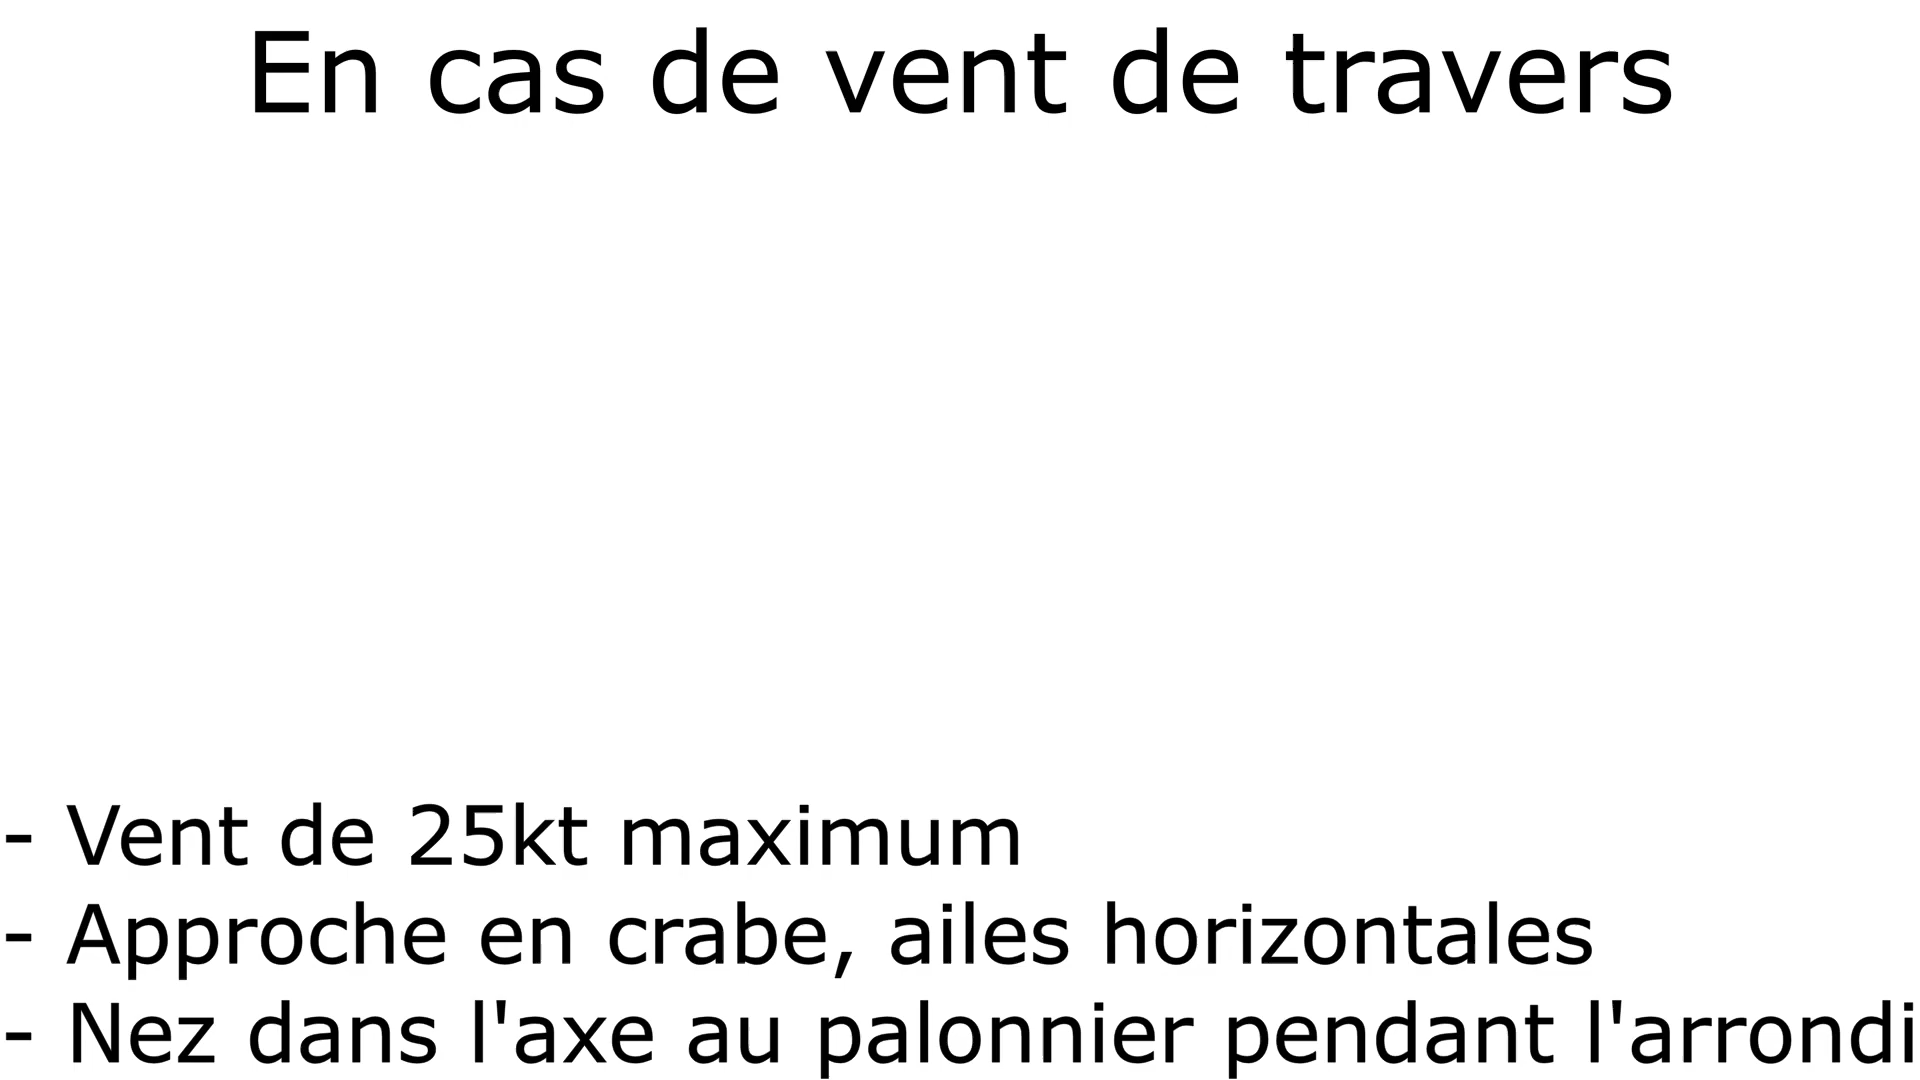 En cas de vent de travers
- Vent de 25kt maximum
- Approche en crabe, ailes horizontales
- Nez dans l'axe au palonnier pendant l'arrondi